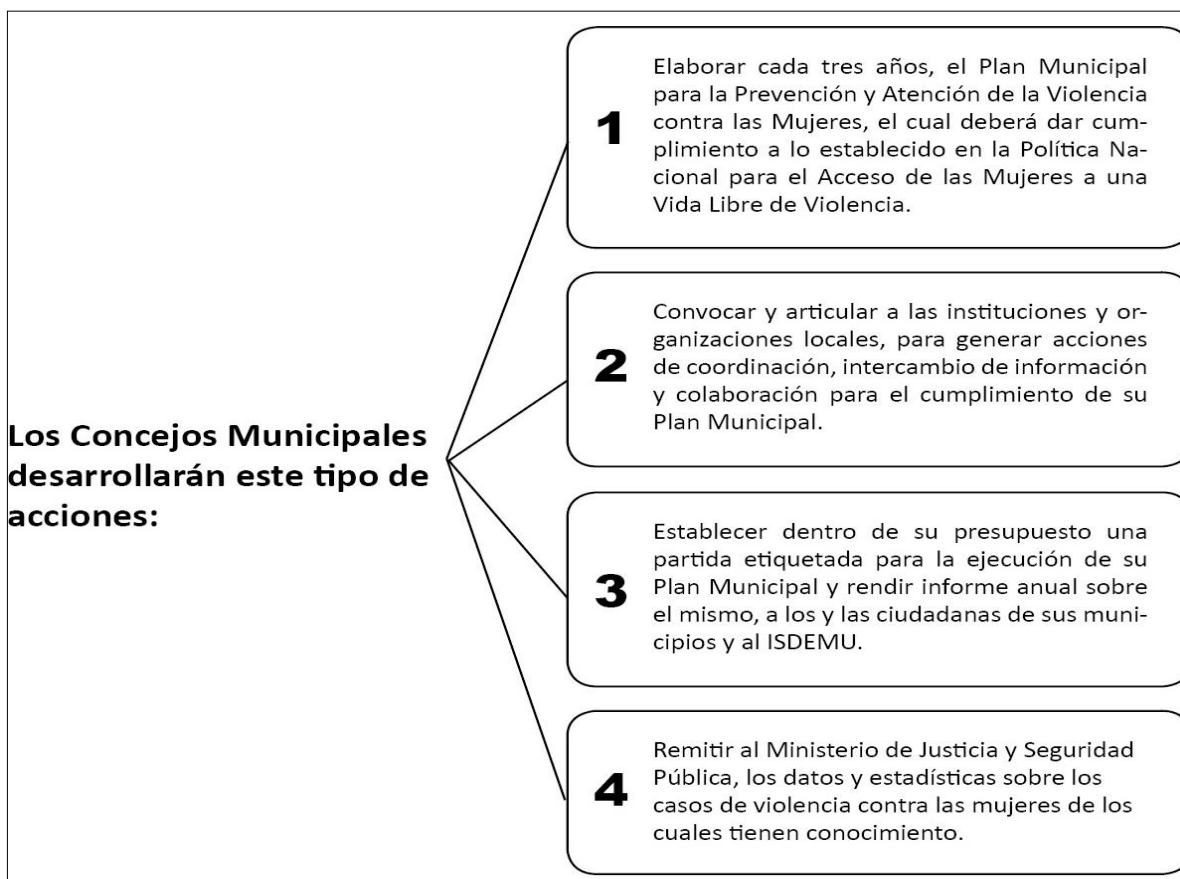 Los Concejos Municipales
desarrollarán este tipo de
acciones:
1
Elaborar cada tres años, el Plan Municipal
para la Prevención y Atención de la Violencia
contra las Mujeres, el cual deberá dar cum-
plimiento a lo establecido en la Política Na-
cional para el Acceso de las Mujeres a una
Vida Libre de Violencia.
2
Convocar y articular a las instituciones y or-
ganizaciones locales, para generar acciones
de coordinación, intercambio de información
y colaboración para el cumplimiento de su
Plan Municipal.
3
Establecer dentro de su presupuesto una
partida etiquetada para la ejecución de su
Plan Municipal y rendir informe anual sobre
el mismo, a los y las ciudadanas de sus muni-
cipios y al ISDEMU.
4
Remitir al Ministerio de Justicia y Seguridad
Pública, los datos y estadísticas sobre los
casos de violencia contra las mujeres de los
cuales tienen conocimiento.